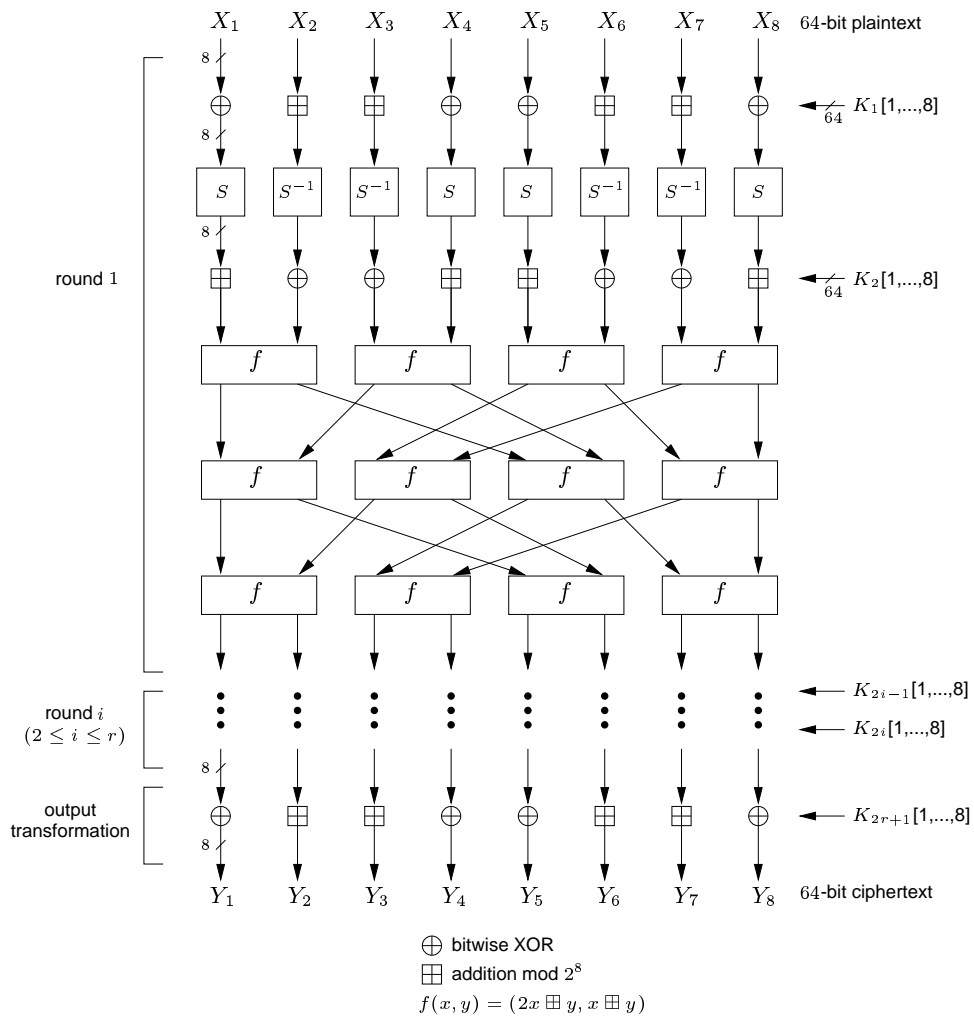 X₁ X₂ X₃ X₄ X₅ X₆ X₇ X₈ 64-bit plaintext
8
K₁[1,...,8]
64
8
S S⁻¹ S⁻¹ S S S⁻¹ S⁻¹ S
8
round 1
K₂[1,...,8]
64
f f f f
f f f f
f f f f
K₂ᵢ₋₁[1,...,8]
round i
(2 ≤ i ≤ r)
K₂ᵢ[1,...,8]
8
output
transformation
K₂ᵣ₊₁[1,...,8]
8
Y₁ Y₂ Y₃ Y₄ Y₅ Y₆ Y₇ Y₈ 64-bit ciphertext
⊕ bitwise XOR
⊞ addition mod 2⁸
f(x, y) = (2x ⊞ y, x ⊞ y)